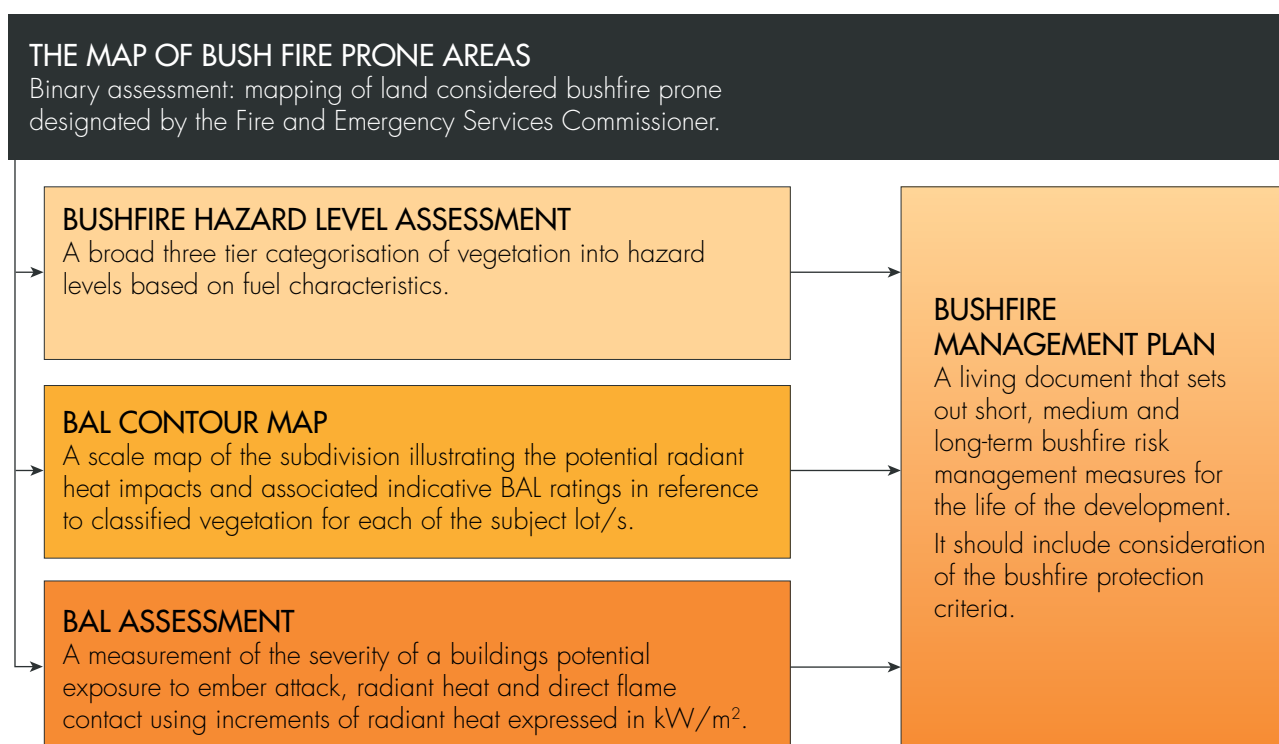 THE MAP OF BUSH FIRE PRONE AREAS
Binary assessment: mapping of land considered bushfire prone
designated by the Fire and Emergency Services Commissioner.
BUSHFIRE HAZARD LEVEL ASSESSMENT
A broad three tier categorisation of vegetation into hazard
levels based on fuel characteristics.
BAL CONTOUR MAP
A scale map of the subdivision illustrating the potential radiant
heat impacts and associated indicative BAL ratings in reference
to classified vegetation for each of the subject lot/s.
BAL ASSESSMENT
A measurement of the severity of a buildings potential
exposure to ember attack, radiant heat and direct flame
contact using increments of radiant heat expressed in kW/m².
BUSHFIRE
MANAGEMENT PLAN
A living document that sets
out short, medium and
long-term bushfire risk
management measures for
the life of the development.
It should include consideration
of the bushfire protection
criteria.